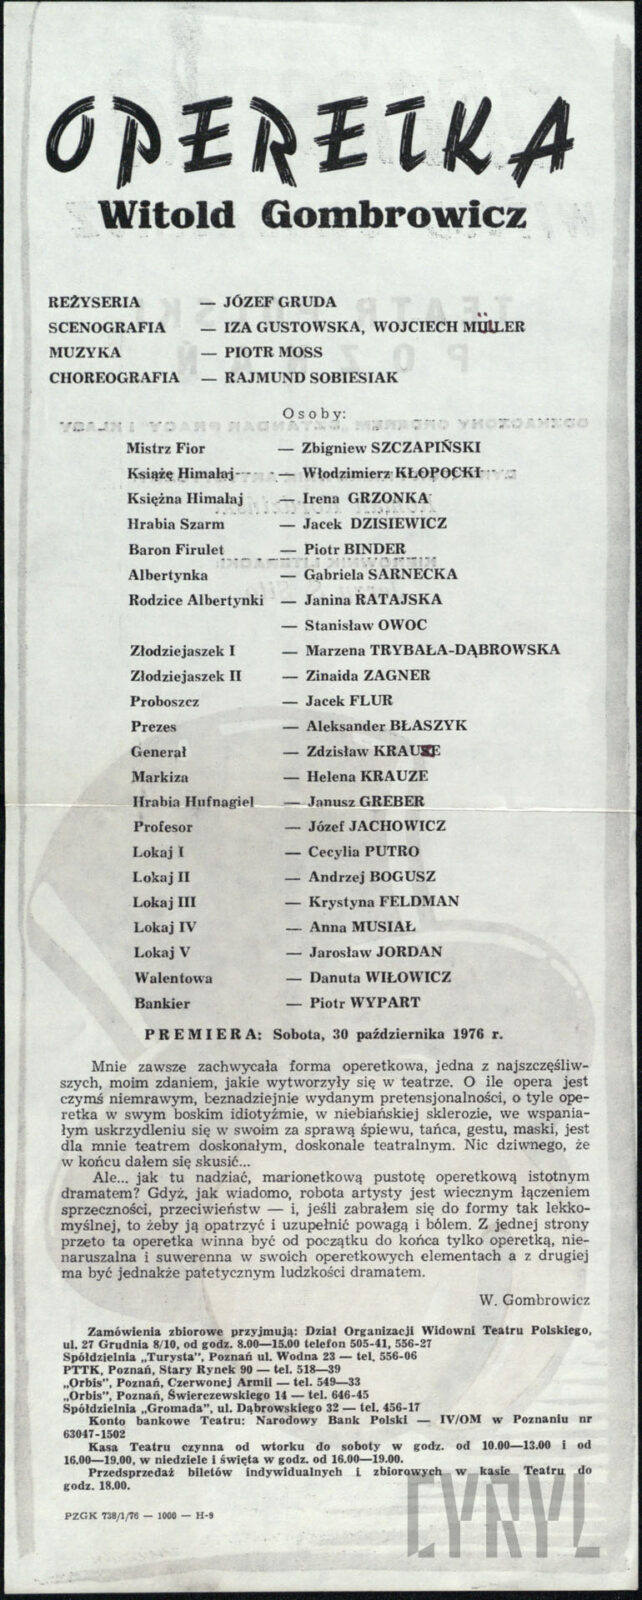 OPERETKA
Witold Gombrowicz
REŻYSERIA — JÓZEF GRUDA
SCENOGRAFIA — IZA GUSTOWSKA, WOJCIECH MÜLLER
MUZYKA — PIOTR MOSS
CHOREOGRAFIA — RAJMUND SOBIESIAK
Osoby:
Mistrz Fior — Zbigniew SZCZAPIŃSKI
Książę Himalaj — Włodzimierz KŁOPOCKI
Księżna Himalaj — Irena GRZONKA
Hrabia Szarm — Jacek DZISIEWICZ
Baron Firulet — Piotr BINDER
Albertynka — Gabriela SARNECKA
Rodzice Albertynki — Janina RATAJSKA
— Stanisław OWOC
Złodziejaszek I — Marzena TRYBAŁA-DĄBROWSKA
Złodziejaszek II — Zinaida ZAGNER
Proboszcz — Jacek FLUR
Prezes — Aleksander BŁASZYK
Generał — Zdzisław KRAUZE
Markiza — Helena KRAUZE
Hrabia Hufnagiel — Janusz GREBER
Profesor — Józef JACHOWICZ
Lokaj I — Cecylia PUTRO
Lokaj II — Andrzej BOGUSZ
Lokaj III — Krystyna FELDMAN
Lokaj IV — Anna MUSIAŁ
Lokaj V — Jarosław JORDAN
Walentowa — Danuta WIŁOWICZ
Bankier — Piotr WYPART
PREMIERA: Sobota, 30 października 1976 r.
Mnie zawsze zachwycała forma operetkowa, jedna z najszczęśliw-
szych, moim zdaniem, jakie wytworzyły się w teatrze. O ile opera jest
czymś niemrawym, beznadziejnie wydanym pretensjonalności, o tyle ope-
retka w swym boskim idiotyźmie, w niebiańskiej sklerozie, we wspania-
łym uskrzydleniu się w swoim za sprawą śpiewu, tańca, gestu, maski, jest
dla mnie teatrem doskonałym, doskonale teatralnym. Nic dziwnego, że
w końcu dałem się skusić...
Ale... jak tu nadziać, marionetkową pustotę operetkową istotnym
dramatem? Gdyż, jak wiadomo, robota artysty jest wiecznym łączeniem
sprzeczności, przeciwieństw — i, jeśli zabrałem się do formy tak lekko-
myślnej, to żeby ją opatrzyć i uzupełnić powagą i bólem. Z jednej strony
przeto ta operetka winna być od początku do końca tylko operetką, nie-
naruszalna i suwerenna w swoich operetkowych elementach a z drugiej
ma być jednakże patetycznym ludzkości dramatem.
W. Gombrowicz
Zamówienia zbiorowe przyjmują: Dział Organizacji Widowni Teatru Polskiego,
ul. 27 Grudnia 8/10, od godz. 8.00—15.00 telefon 505-41, 556-27
Spółdzielnia „Turysta", Poznań ul. Wodna 23 — tel. 556-06
PTTK, Poznań, Stary Rynek 90 — tel. 518—39
„Orbis", Poznań, Czerwonej Armii — tel. 549—33
„Orbis", Poznań, Świerczewskiego 14 — tel. 646-45
Spółdzielnia „Gromada", ul. Dąbrowskiego 32 — tel. 456-17
Konto bankowe Teatru: Narodowy Bank Polski — IV/OM w Poznaniu nr
63047-1502
Kasa Teatru czynna od wtorku do soboty w godz. od 10.00—13.00 i od
16.00—19.00, w niedziele i święta w godz. od 16.00—19.00.
Przedsprzedaż biletów indywidualnych i zbiorowych w kasie Teatru do
godz. 18.00.
PZGK 738/1/76 — 1000 — H-9
CYRYL